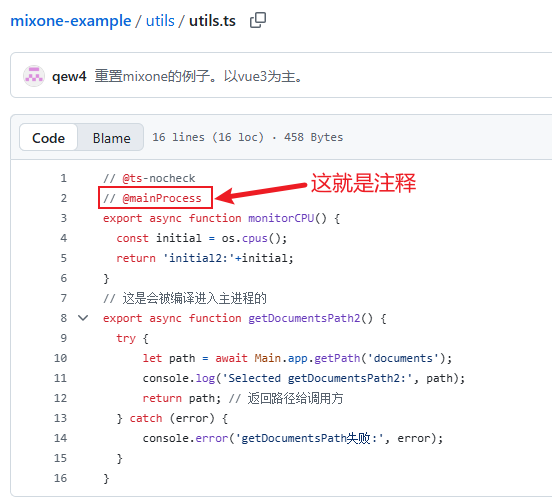 mixone-example / utils / utils.ts
qew4 重置mixone的例子。以vue3为主。
Code Blame 16 lines (16 loc) · 458 Bytes
1 // @ts-nocheck
这就是注释
2 // @mainProcess
3 export async function monitorCPU() {
4 const initial = os.cpus();
5 return 'initial2:'+initial;
6 }
7 // 这是会被编译进入主进程的
8 export async function getDocumentsPath2() {
9 try {
10 let path = await Main.app.getPath('documents');
11 console.log('Selected getDocumentsPath2:', path);
12 return path; // 返回路径给调用方
13 } catch (error) {
14 console.error('getDocumentsPath失败:', error);
15 }
16 }